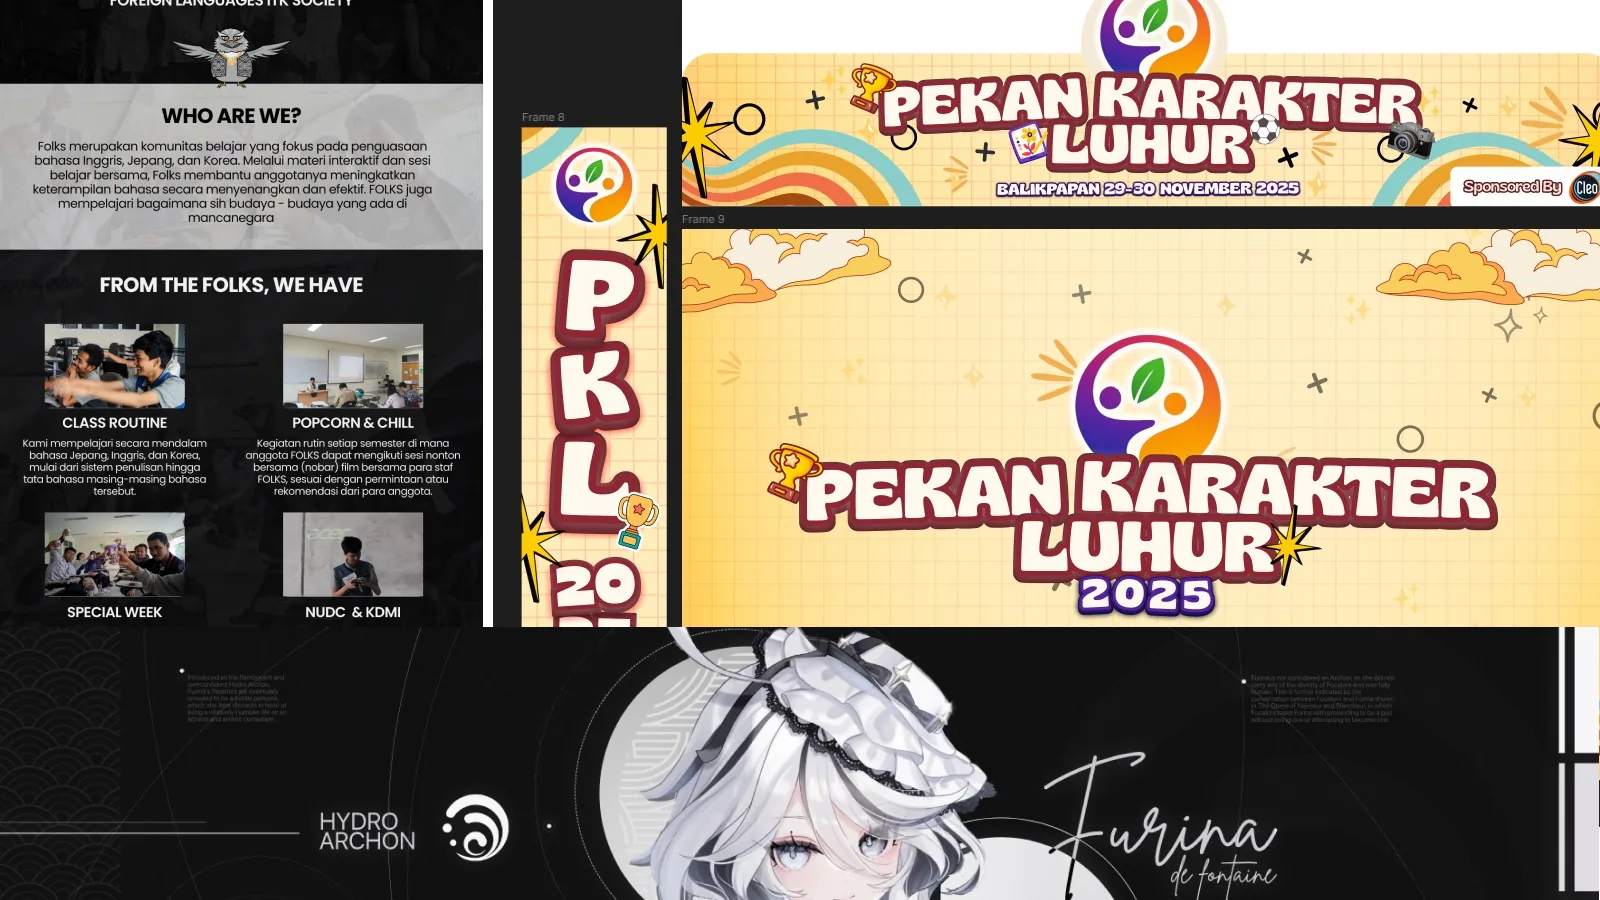 FOREIGN LANGUAGES ITK SOCIETY
WHO ARE WE?
Folks merupakan komunitas belajar yang fokus pada penguasaan
bahasa Inggris, Jepang, dan Korea. Melalui materi interaktif dan sesi
belajar bersama, Folks membantu anggotanya meningkatkan
keterampilan bahasa secara menyenangkan dan efektif. FOLKS juga
mempelajari bagaimana sih budaya - budaya yang ada di
mancanegara
FROM THE FOLKS, WE HAVE
CLASS ROUTINE
Kami mempelajari secara mendalam
bahasa Jepang, Inggris, dan Korea,
mulai dari sistem penulisan hingga
tata bahasa masing-masing bahasa
tersebut.
POPCORN & CHILL
Kegiatan rutin setiap semester di mana
anggota FOLKS dapat mengikuti sesi nonton
bersama (nobar) film bersama para staf
FOLKS, sesuai dengan permintaan atau
rekomendasi dari para anggota.
acer
SPECIAL WEEK
NUDC & KDMI
Frame 8
P
K
L
20
PEKAN KARAKTER
LUHUR
BALIKPAPAN 29-30 NOVEMBER 2025
Sponsored By
Cleo
Frame 9
PEKAN KARAKTER
LUHUR
2025
HYDRO
ARCHON
Furina
de fontaine